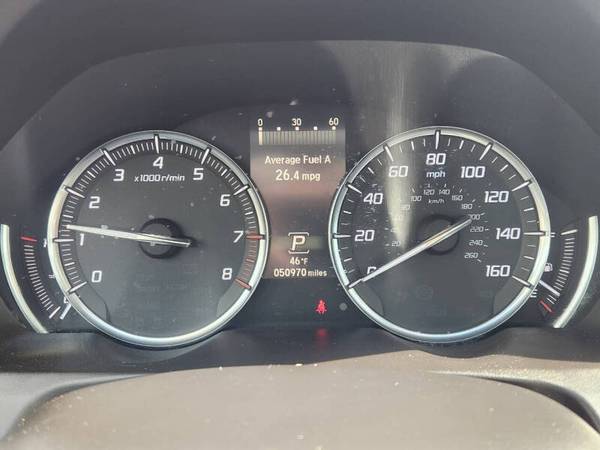 0 30 60
Average Fuel A
26.4 mpg
P
46°F
050970 miles
0 1 2 3 4 5 6 7 8
x1000r/min
0 20 40 60 80 100 120 140 160
mph
100 120 140 160 180 200 220 240 260
km/h